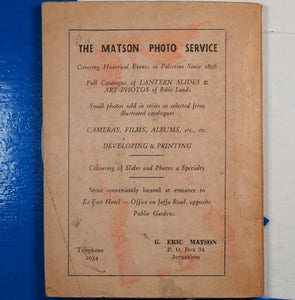 THE MATSON PHOTO SERVICE
Covering Historical Events in Palestine Since 1898
Full Catalogue of LANTERN SLIDES &
ART PHOTOS of Bible Lands
Small photos sold in series or selected from
illustrated catalogues
CAMERAS, FILMS, ALBUMS, etc., etc.
DEVELOPING & PRINTING
Colouring of Slides and Photos a Specialty
Store conveniently located at entrance to
Ex Fast Hotel — Office on Jaffa Road, opposite
Public Gardens.
G. ERIC MATSON
Telephone
P. O. Box 34
1934
Jerusalem